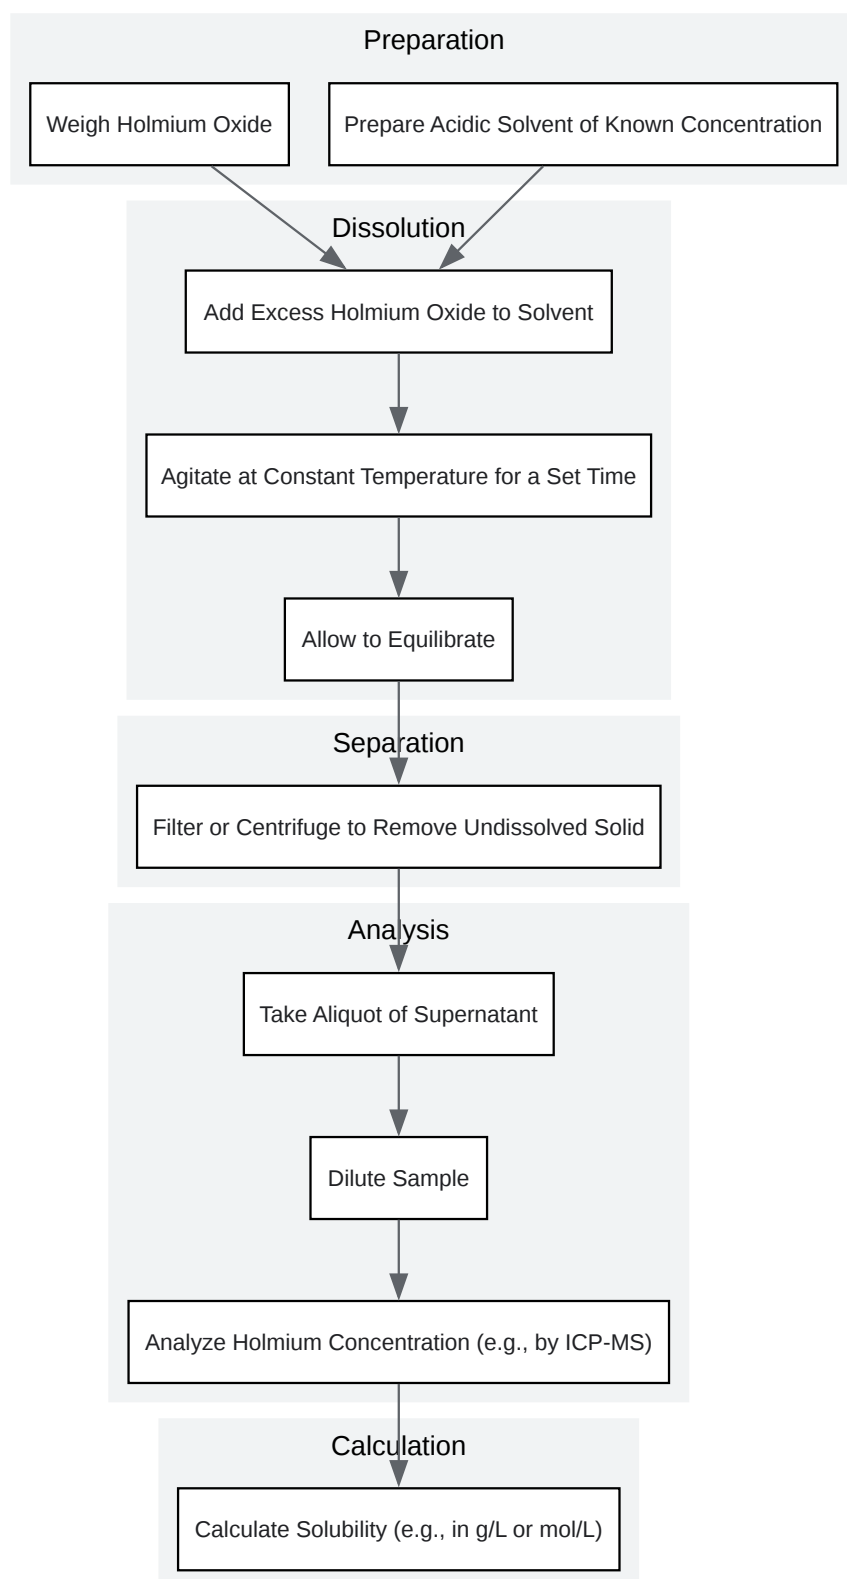 Preparation
Weigh Holmium Oxide
Prepare Acidic Solvent of Known Concentration
Dissolution
Add Excess Holmium Oxide to Solvent
Agitate at Constant Temperature for a Set Time
Allow to Equilibrate
Separation
Filter or Centrifuge to Remove Undissolved Solid
Analysis
Take Aliquot of Supernatant
Dilute Sample
Analyze Holmium Concentration (e.g., by ICP-MS)
Calculation
Calculate Solubility (e.g., in g/L or mol/L)